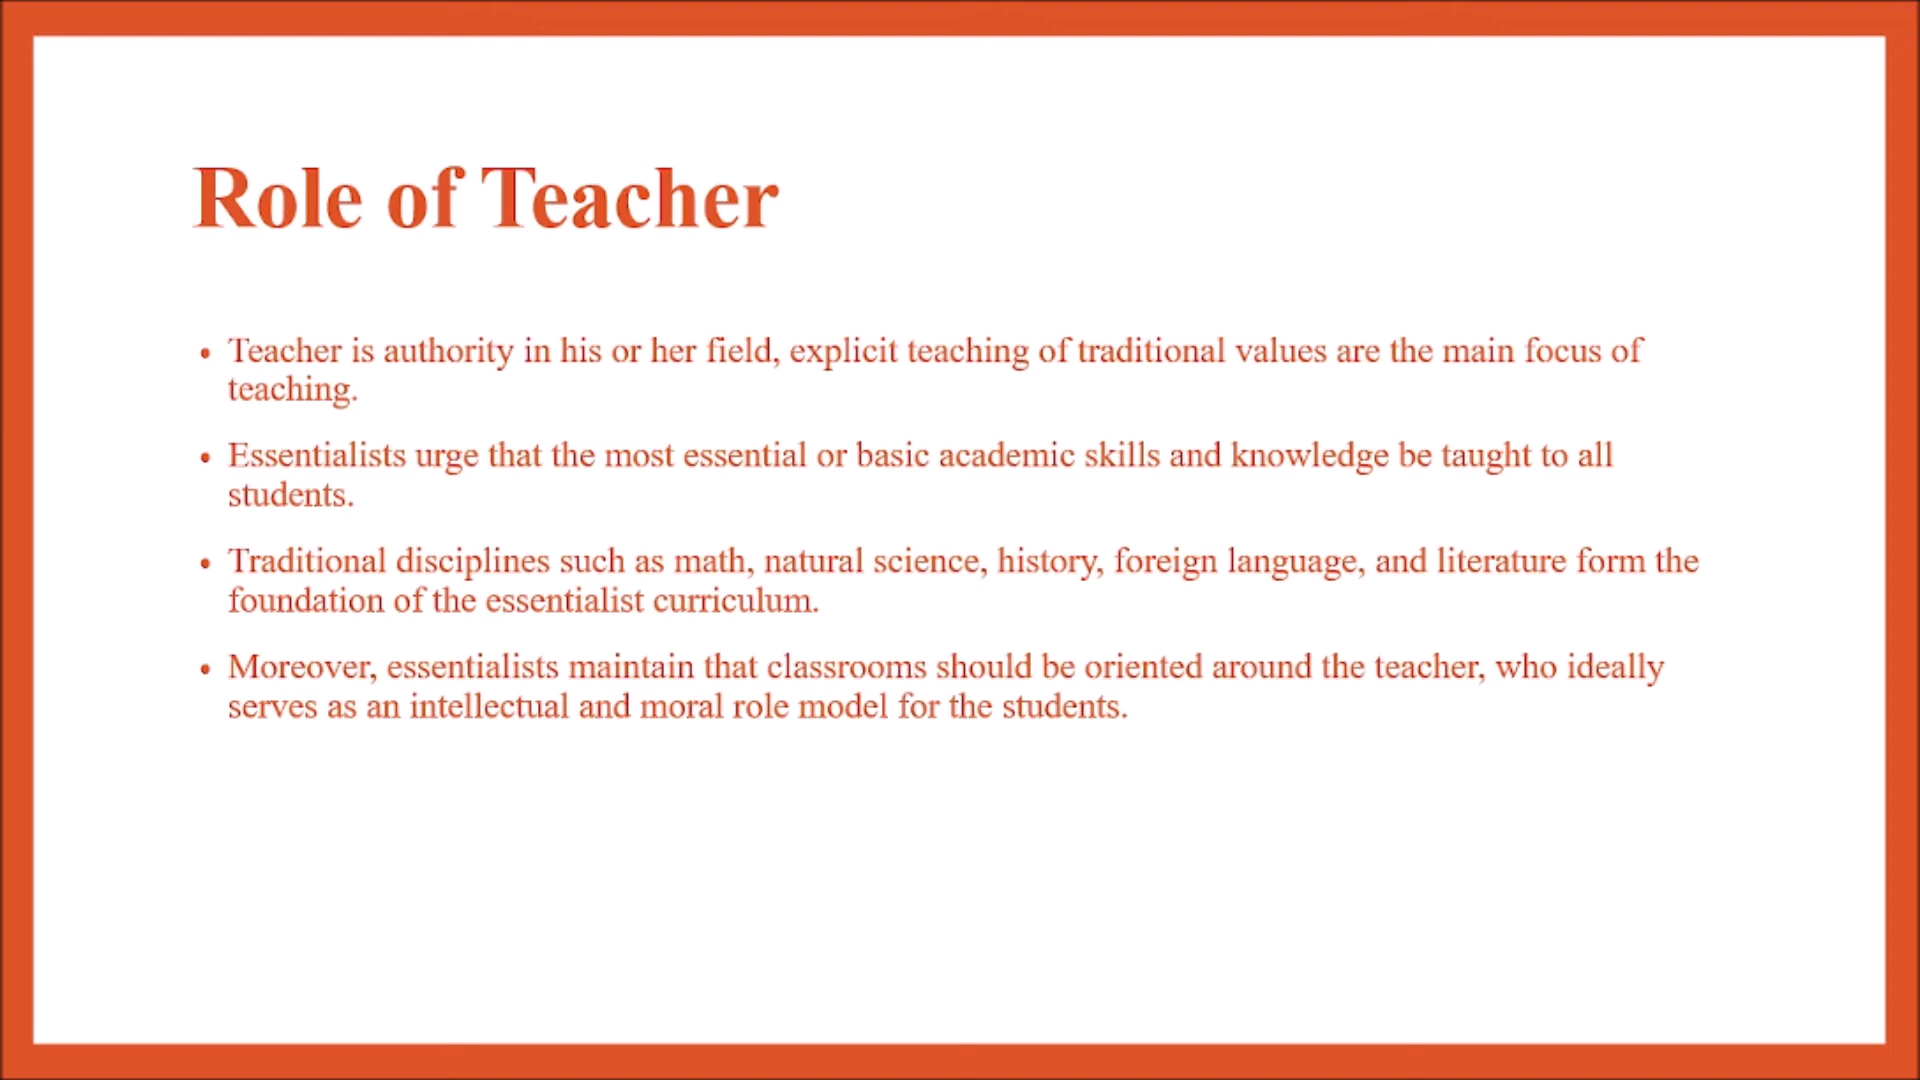 Role of Teacher
• Teacher is authority in his or her field, explicit teaching of traditional values are the main focus of
teaching.
• Essentialists urge that the most essential or basic academic skills and knowledge be taught to all
students.
• Traditional disciplines such as math, natural science, history, foreign language, and literature form the
foundation of the essentialist curriculum.
• Moreover, essentialists maintain that classrooms should be oriented around the teacher, who ideally
serves as an intellectual and moral role model for the students.